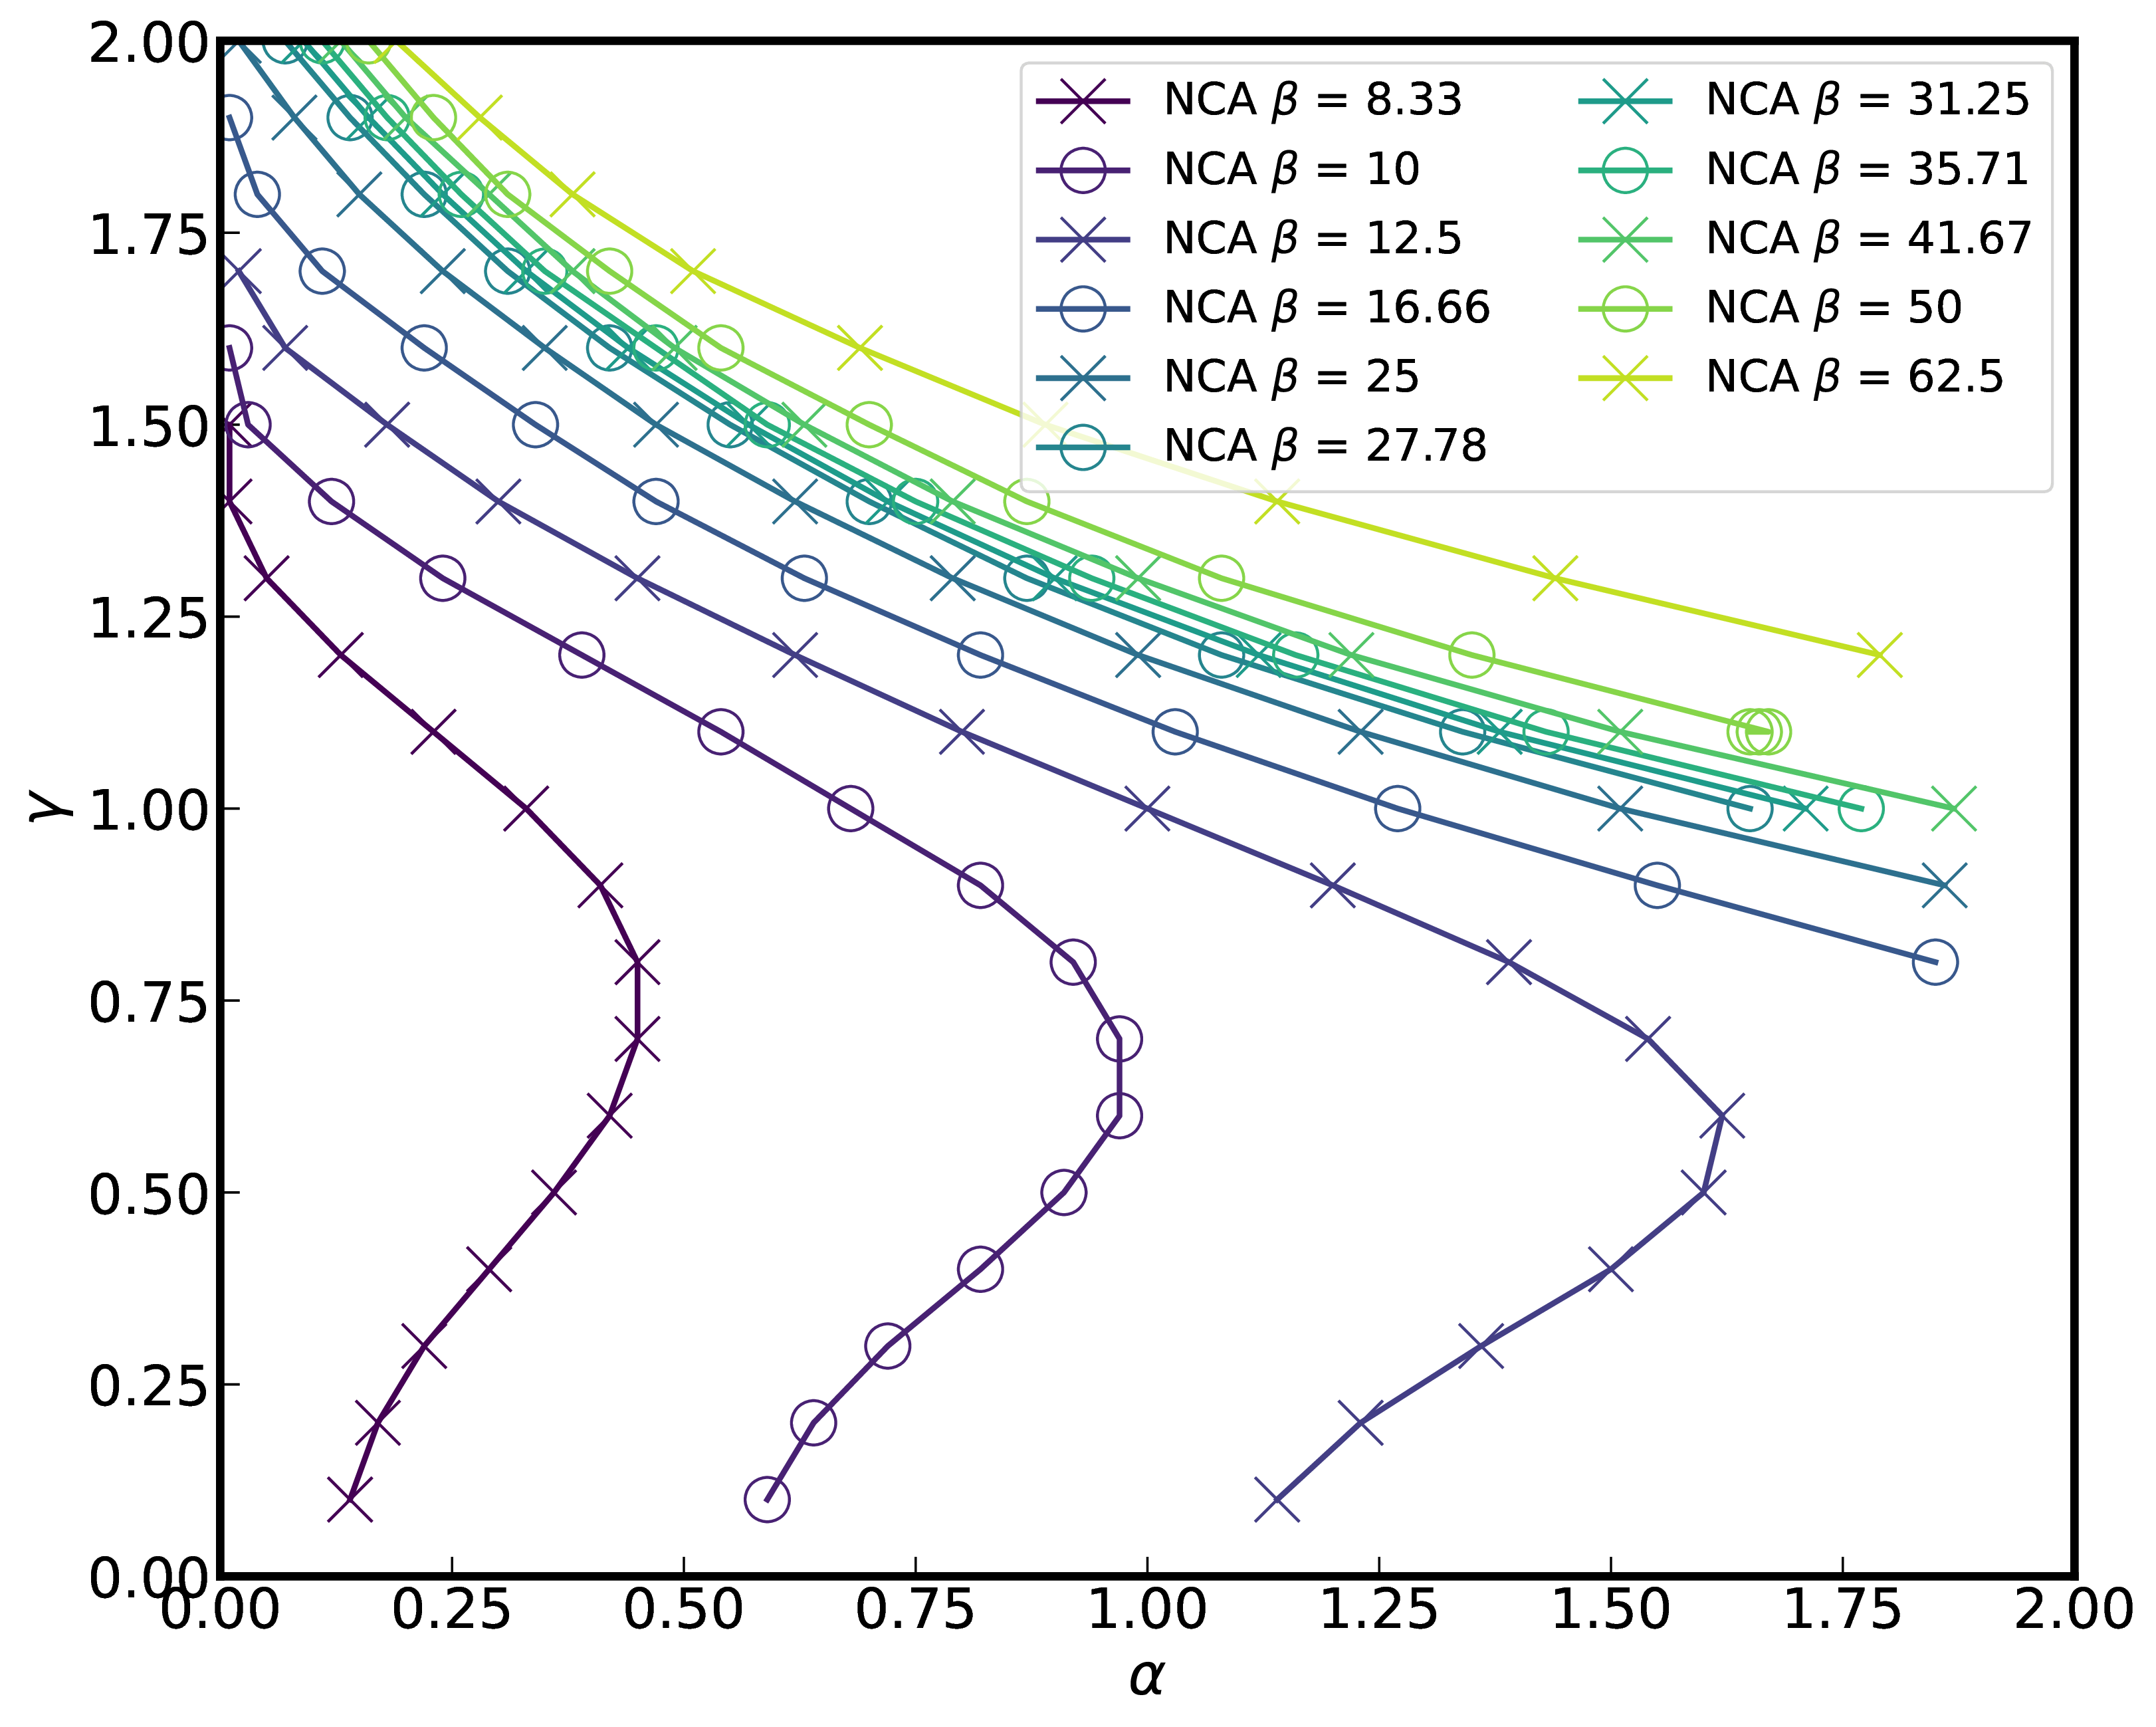 2.00
1.75
1.50
1.25
1.00
0.75
0.50
0.25
0.00
γ
NCA β = 8.33
NCA β = 10
NCA β = 12.5
NCA β = 16.66
NCA β = 25
NCA β = 27.78
NCA β = 31.25
NCA β = 35.71
NCA β = 41.67
NCA β = 50
NCA β = 62.5
0.00 0.25 0.50 0.75 1.00 1.25 1.50 1.75 2.00
α